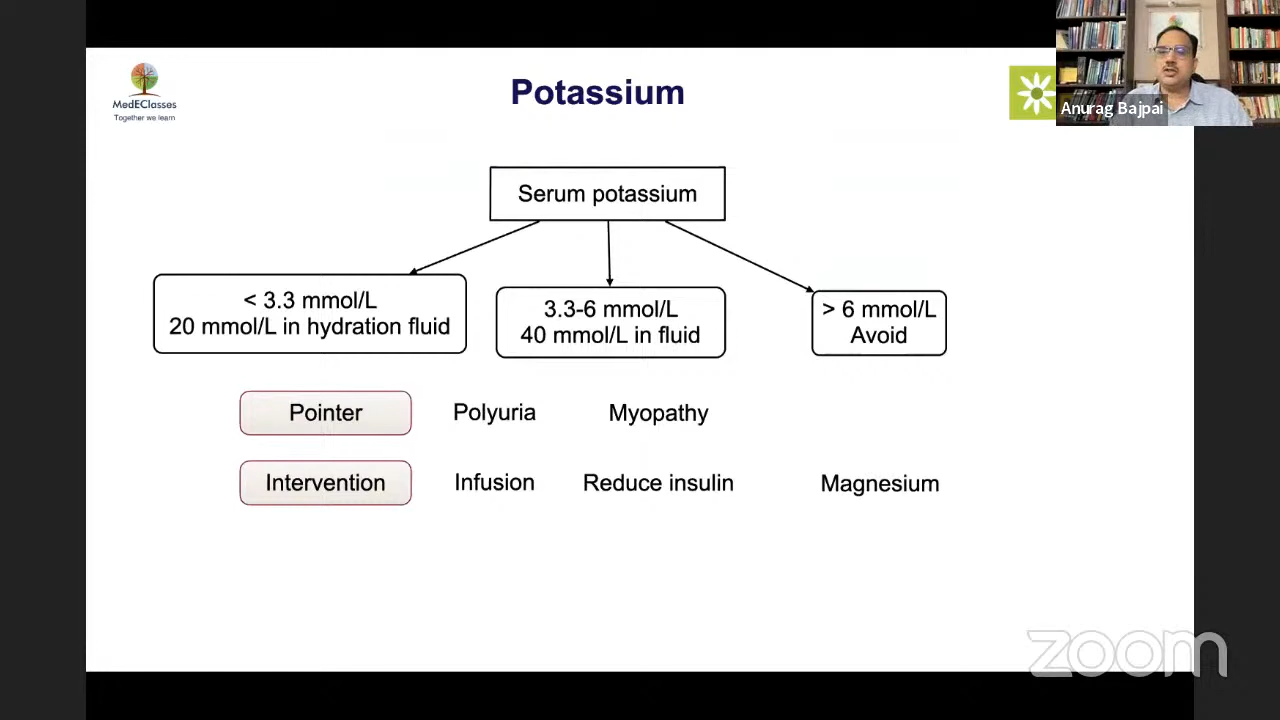 MedEClasses
Together we learn
Potassium
Anurag Bajpai
Serum potassium
< 3.3 mmol/L
20 mmol/L in hydration fluid
3.3-6 mmol/L
40 mmol/L in fluid
> 6 mmol/L
Avoid
Pointer
Polyuria
Myopathy
Intervention
Infusion
Reduce insulin
Magnesium
zoom